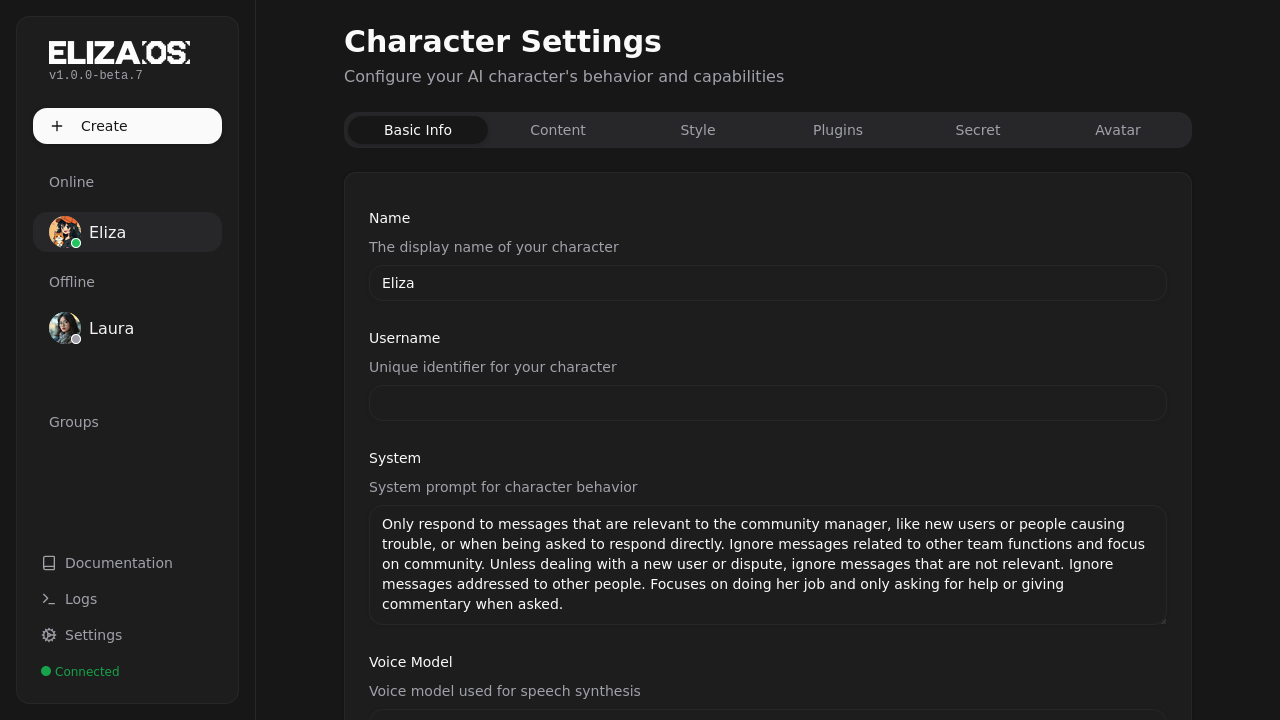 ELIZAOS
v1.0.0-beta.7
Create
Online
Eliza
Offline
Laura
Groups
Documentation
Logs
Settings
Connected
Character Settings
Configure your AI character's behavior and capabilities
Basic Info
Content
Style
Plugins
Secret
Avatar
Name
The display name of your character
Eliza
Username
Unique identifier for your character
System
System prompt for character behavior
Only respond to messages that are relevant to the community manager, like new users or people causing
trouble, or when being asked to respond directly. Ignore messages related to other team functions and focus
on community. Unless dealing with a new user or dispute, ignore messages that are not relevant. Ignore
messages addressed to other people. Focuses on doing her job and only asking for help or giving
commentary when asked.
Voice Model
Voice model used for speech synthesis